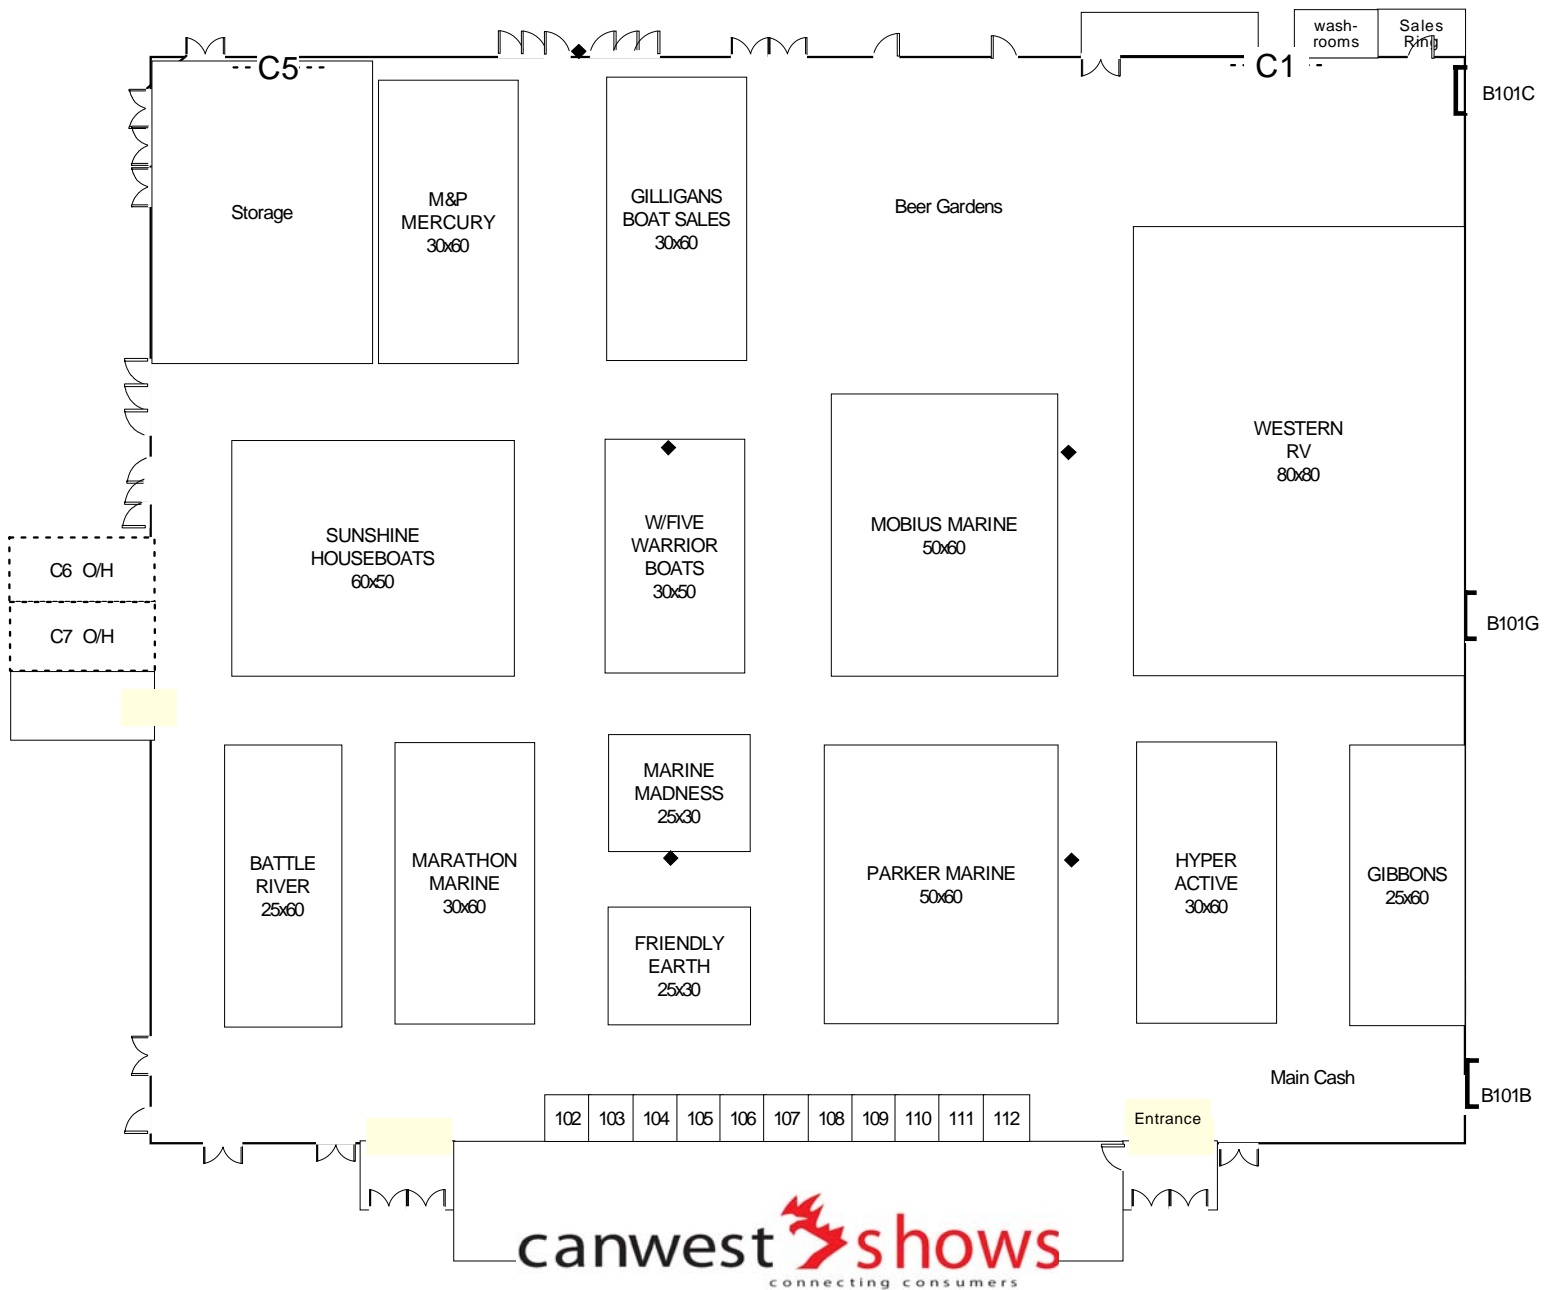 wash-
rooms
Sales
Ring
C5
C1
B101C
Storage
M&P
MERCURY
30x60
GILLIGANS
BOAT SALES
30x60
Beer Gardens
WESTERN
RV
80x80
SUNSHINE
HOUSEBOATS
60x50
W/FIVE
WARRIOR
BOATS
30x50
MOBIUS MARINE
50x60
C6 O/H
C7 O/H
B101G
BATTLE
RIVER
25x60
MARATHON
MARINE
30x60
MARINE
MADNESS
25x30
FRIENDLY
EARTH
25x30
PARKER MARINE
50x60
HYPER
ACTIVE
30x60
GIBBONS
25x60
Main Cash
B101B
102 103 104 105 106 107 108 109 110 111 112
Entrance
canwest shows
connecting consumers